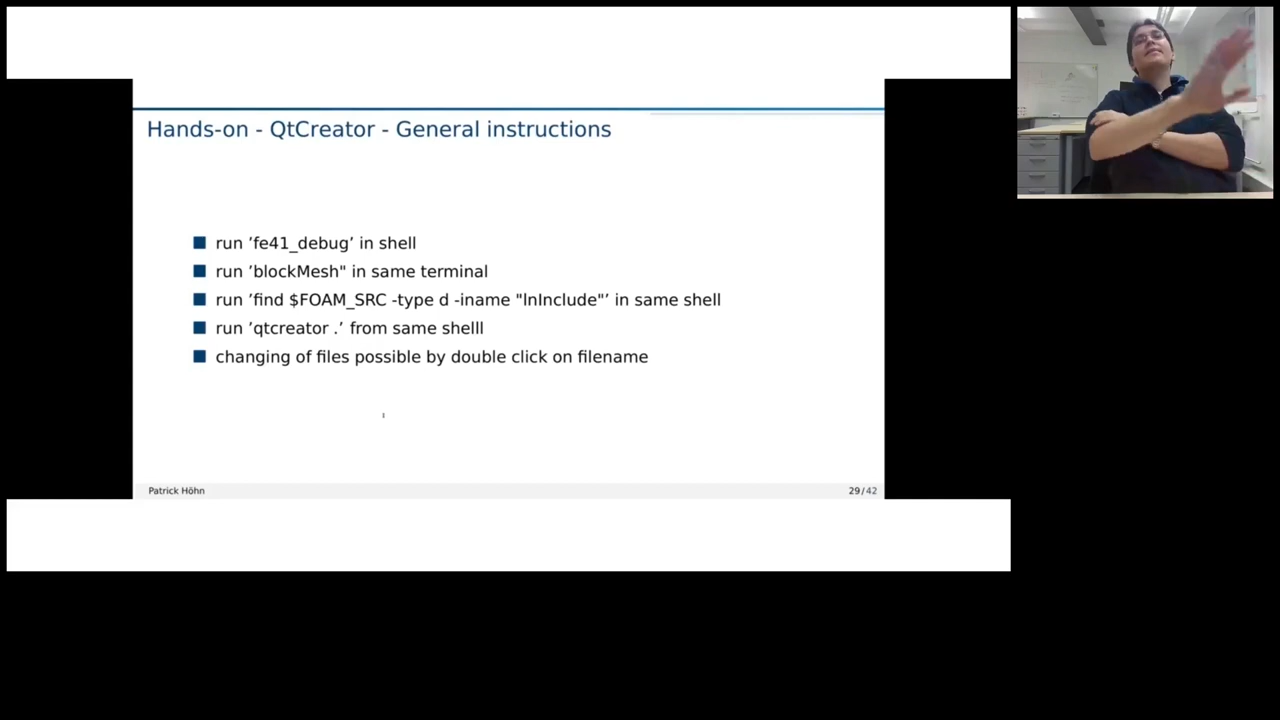 Hands-on - QtCreator - General instructions
run ’fe41_debug’ in shell
run ’blockMesh" in same terminal
run ’find $FOAM_SRC -type d -iname "lnInclude"’ in same shell
run ’qtcreator .’ from same shelll
changing of files possible by double click on filename
Patrick Höhn
29/42